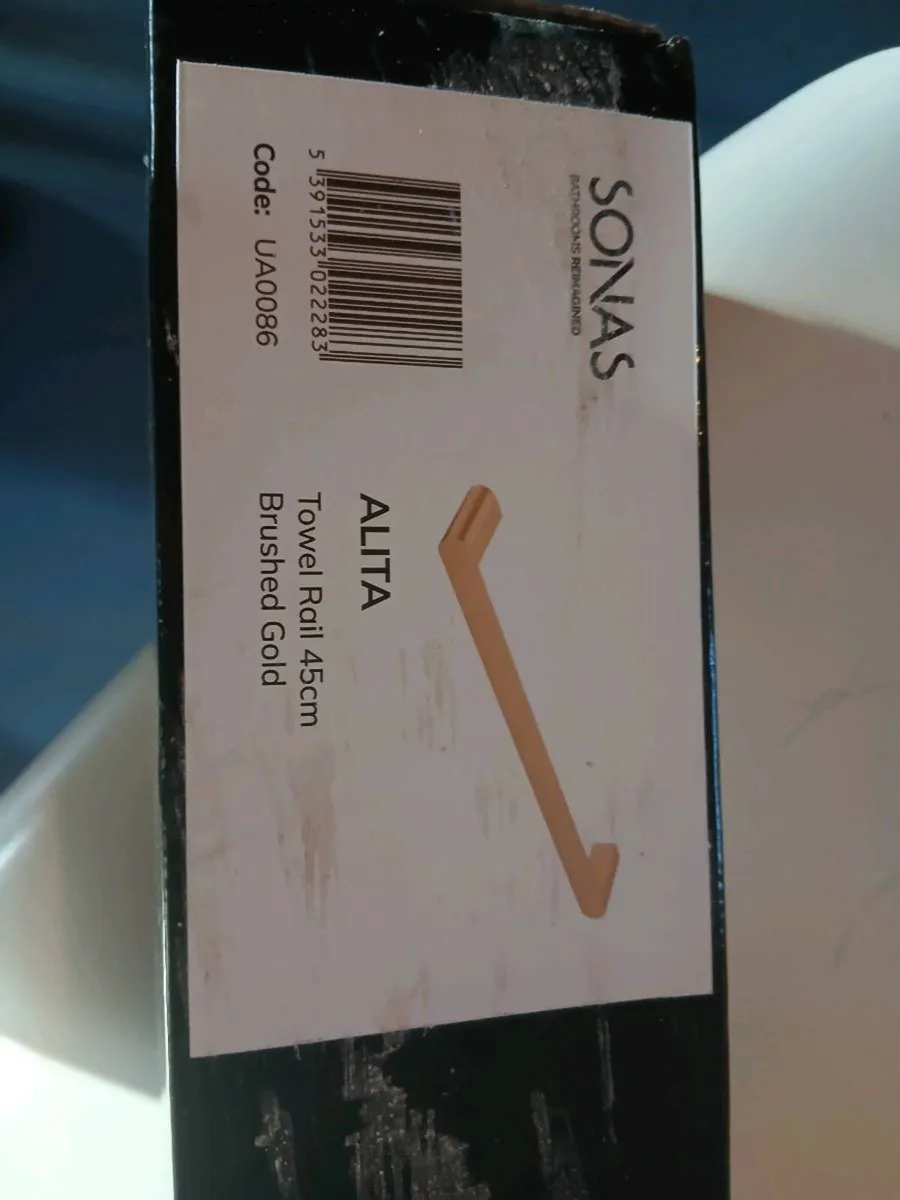 SONAS
BATHROOMS REIMAGINED
ALITA
Towel Rail 45cm
Brushed Gold
5 391533 022283
Code: UA0086